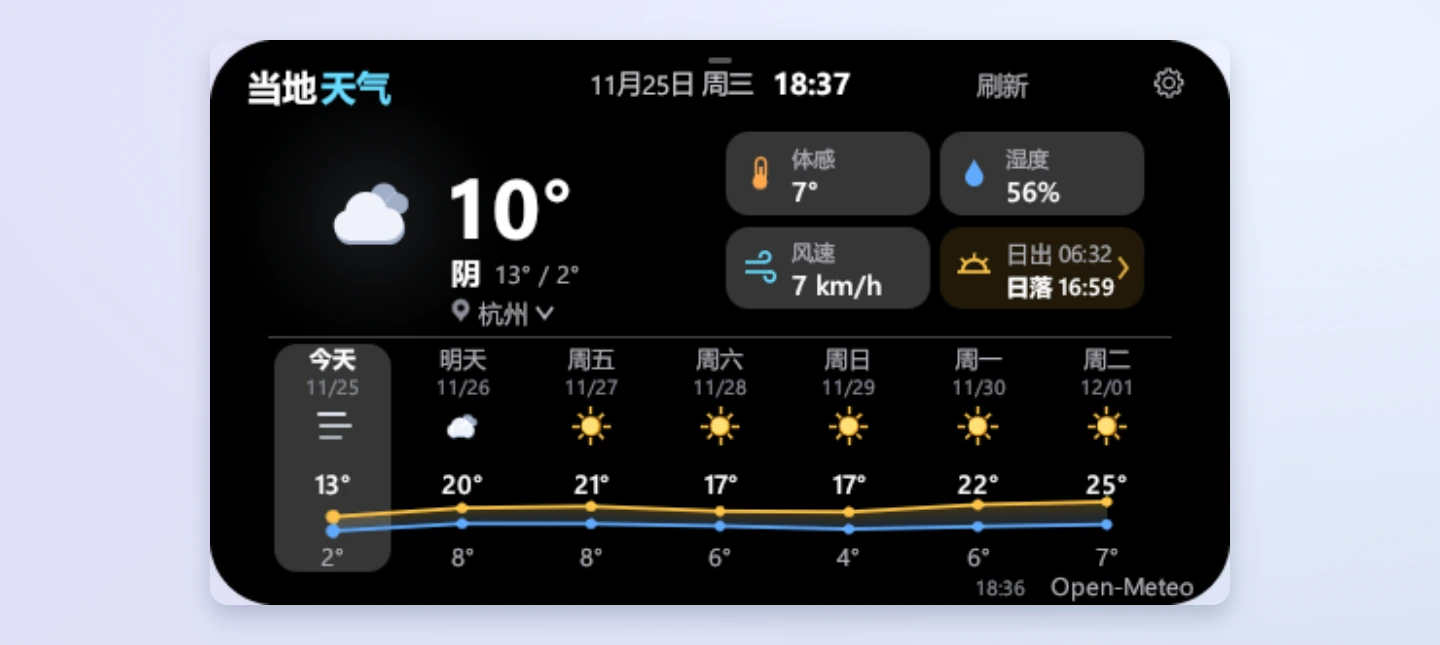 当地天气 11月25日 周三 18:37 刷新
10°
阴 13° / 2°
杭州
体感
7°
湿度
56%
风速
7 km/h
日出 06:32
日落 16:59
今天 明天 周五 周六 周日 周一 周二
11/25 11/26 11/27 11/28 11/29 11/30 12/01
13° 20° 21° 17° 17° 22° 25°
2° 8° 8° 6° 4° 6° 7°
18:36 Open-Meteo